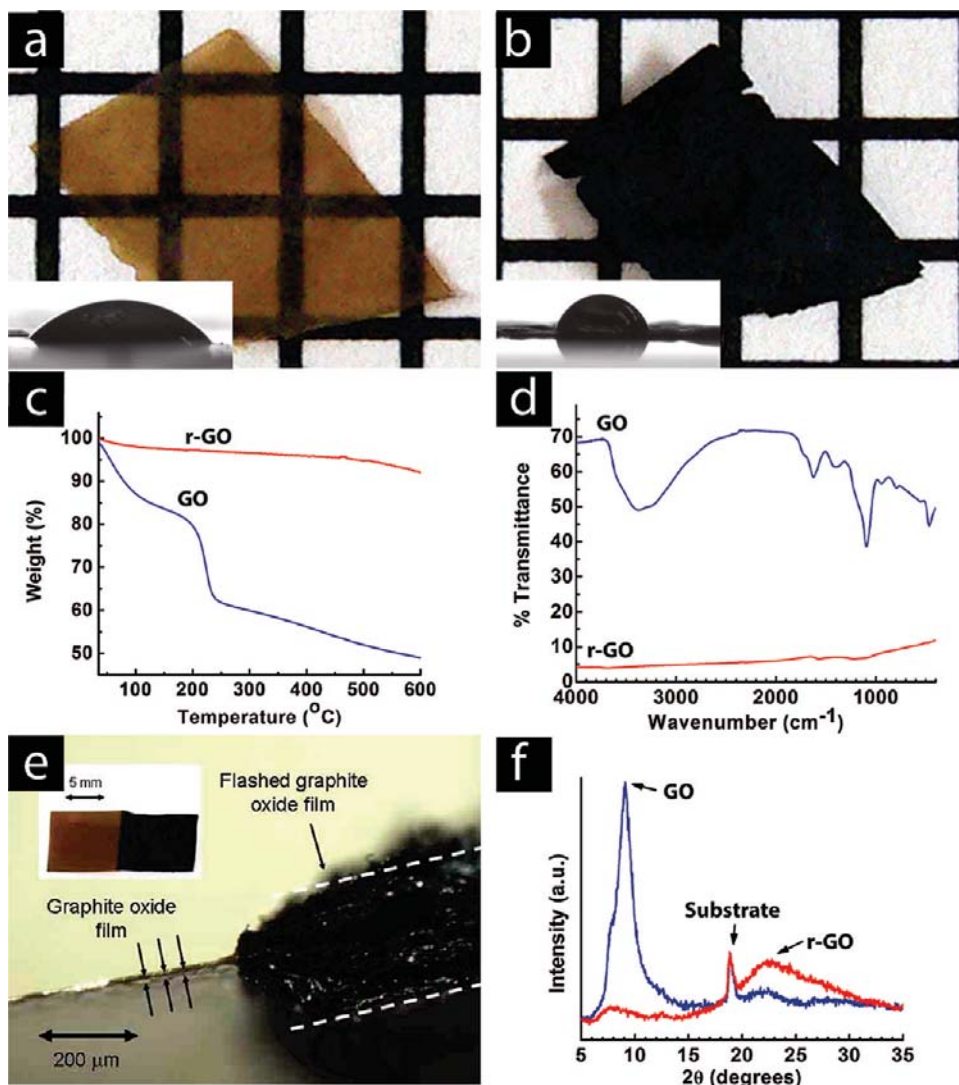 a
b
c
100
90
80
70
60
50
Weight (%)
r-GO
GO
100 200 300 400 500 600
Temperature (°C)
d
70
60
50
40
30
20
10
0
% Transmittance
GO
r-GO
4000 3000 2000 1000
Wavenumber (cm⁻¹)
e
5 mm
Flashed graphite
oxide film
Graphite oxide
film
200 μm
f
GO
Substrate
r-GO
Intensity (a.u.)
5 10 15 20 25 30 35
2θ (degrees)